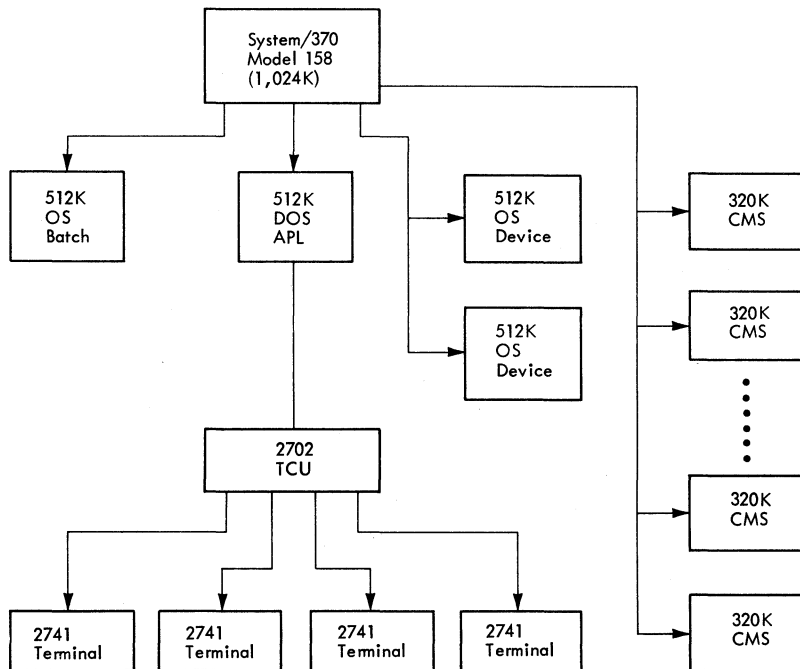 System/370
Model 158
(1,024K)
512K
OS
Batch
512K
DOS
APL
512K
OS
Device
320K
CMS
512K
OS
Device
320K
CMS
2702
TCU
320K
CMS
2741
Terminal
2741
Terminal
2741
Terminal
2741
Terminal
320K
CMS